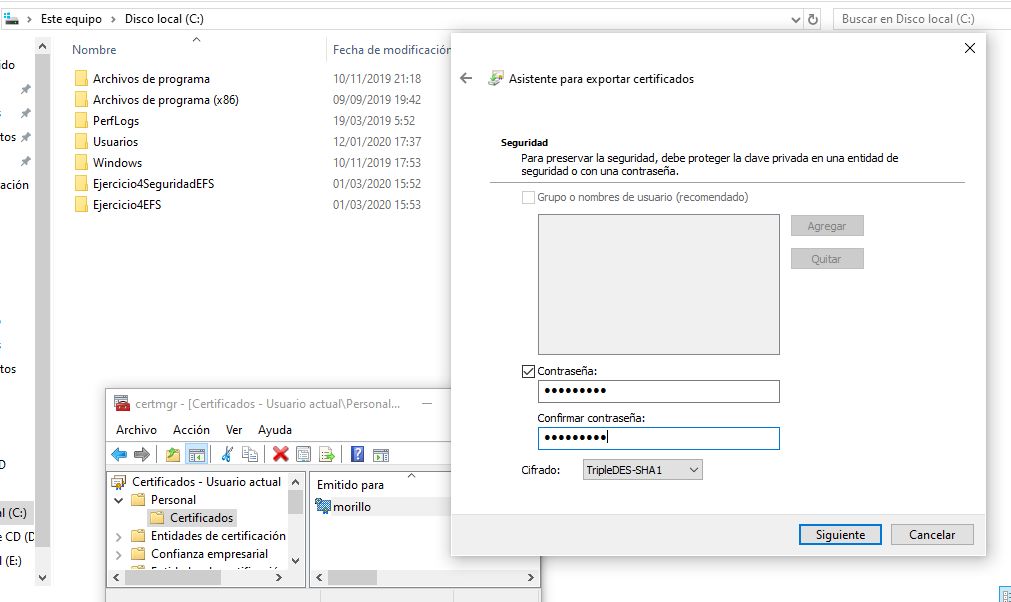 Este equipo > Disco local (C:)
Buscar en Disco local (C:)
Nombre
Fecha de modificación
ido
tos
ación
tos
D
al (C:)
e CD (D
l (E:)
Archivos de programa 10/11/2019 21:18
Archivos de programa (x86) 09/09/2019 19:42
PerfLogs 19/03/2019 5:52
Usuarios 12/01/2020 17:37
Windows 10/11/2019 17:53
Ejercicio4SeguridadEFS 01/03/2020 15:52
Ejercicio4EFS 01/03/2020 15:53
certmgr - [Certificados - Usuario actual\Personal...
Archivo Acción Ver Ayuda
Certificados - Usuario actual
Personal
Certificados
Entidades de certificación
Confianza empresarial
Emitido para
morillo
Asistente para exportar certificados
Seguridad
Para preservar la seguridad, debe proteger la clave privada en una entidad de
seguridad o con una contraseña.
Grupo o nombres de usuario (recomendado)
Agregar
Quitar
Contraseña:
●●●●●●●●●
Confirmar contraseña:
●●●●●●●●●
Cifrado: TripleDES-SHA1
Siguiente Cancelar